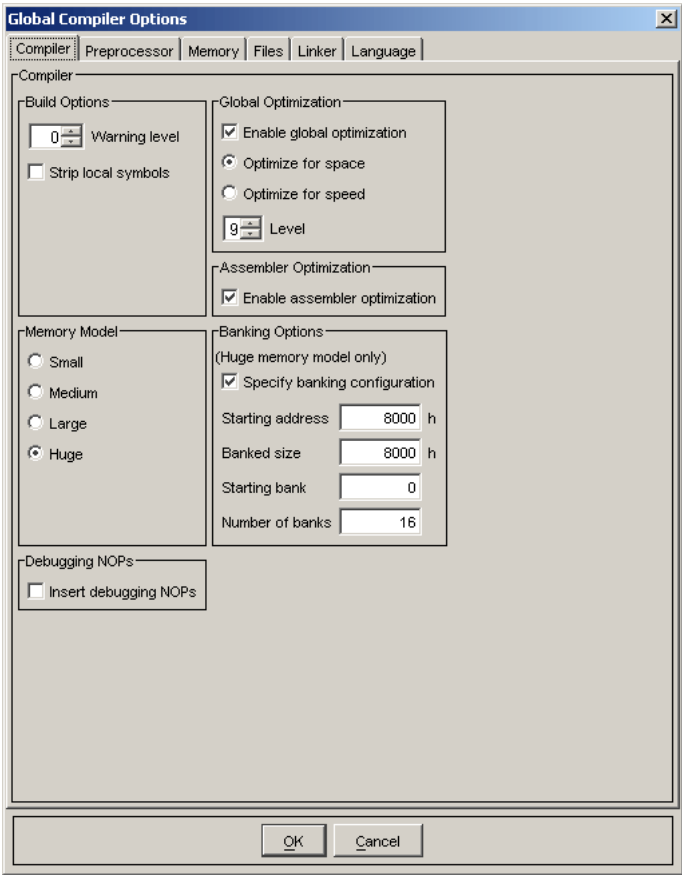 Global Compiler Options
Compiler Preprocessor Memory Files Linker Language
Compiler
Build Options
0 Warning level
Strip local symbols
Global Optimization
Enable global optimization
Optimize for space
Optimize for speed
9 Level
Assembler Optimization
Enable assembler optimization
Memory Model
Small
Medium
Large
Huge
Banking Options
(Huge memory model only)
Specify banking configuration
Starting address 8000 h
Banked size 8000 h
Starting bank 0
Number of banks 16
Debugging NOPs
Insert debugging NOPs
OK Cancel